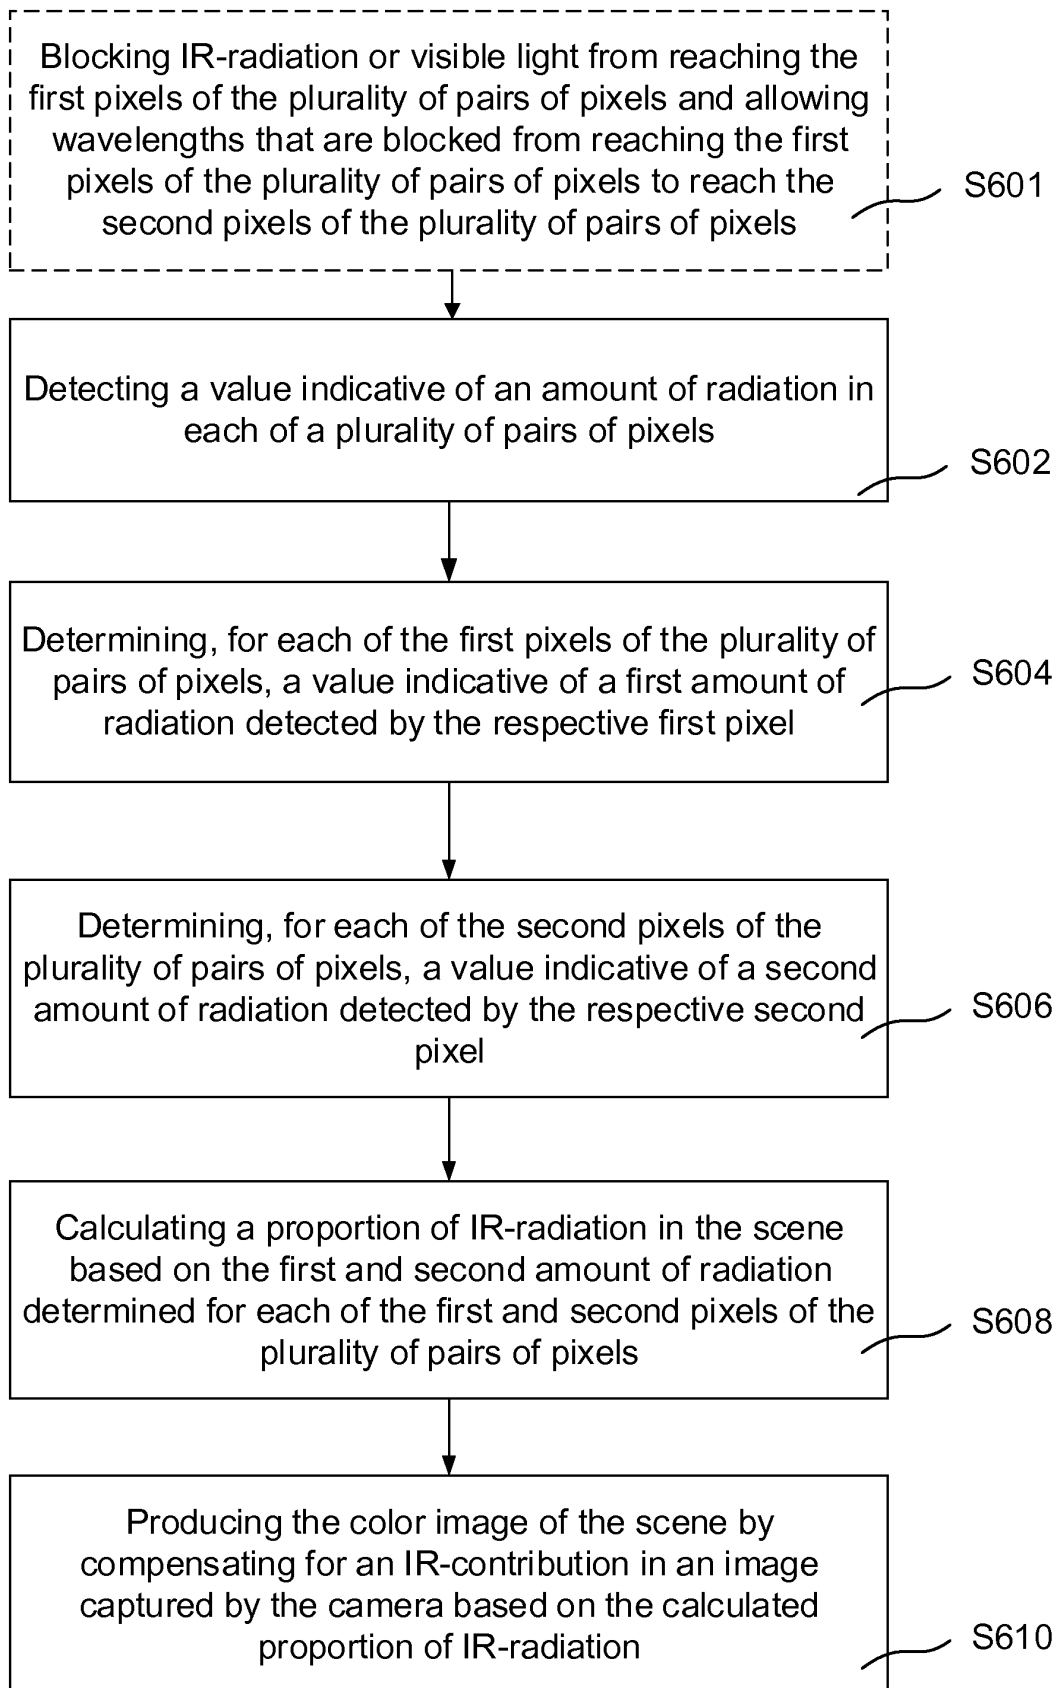 Blocking IR-radiation or visible light from reaching the
first pixels of the plurality of pairs of pixels and allowing
wavelengths that are blocked from reaching the first
pixels of the plurality of pairs of pixels to reach the
second pixels of the plurality of pairs of pixels
S601
Detecting a value indicative of an amount of radiation in
each of a plurality of pairs of pixels
S602
Determining, for each of the first pixels of the plurality of
pairs of pixels, a value indicative of a first amount of
radiation detected by the respective first pixel
S604
Determining, for each of the second pixels of the
plurality of pairs of pixels, a value indicative of a second
amount of radiation detected by the respective second
pixel
S606
Calculating a proportion of IR-radiation in the scene
based on the first and second amount of radiation
determined for each of the first and second pixels of the
plurality of pairs of pixels
S608
Producing the color image of the scene by
compensating for an IR-contribution in an image
captured by the camera based on the calculated
proportion of IR-radiation
S610